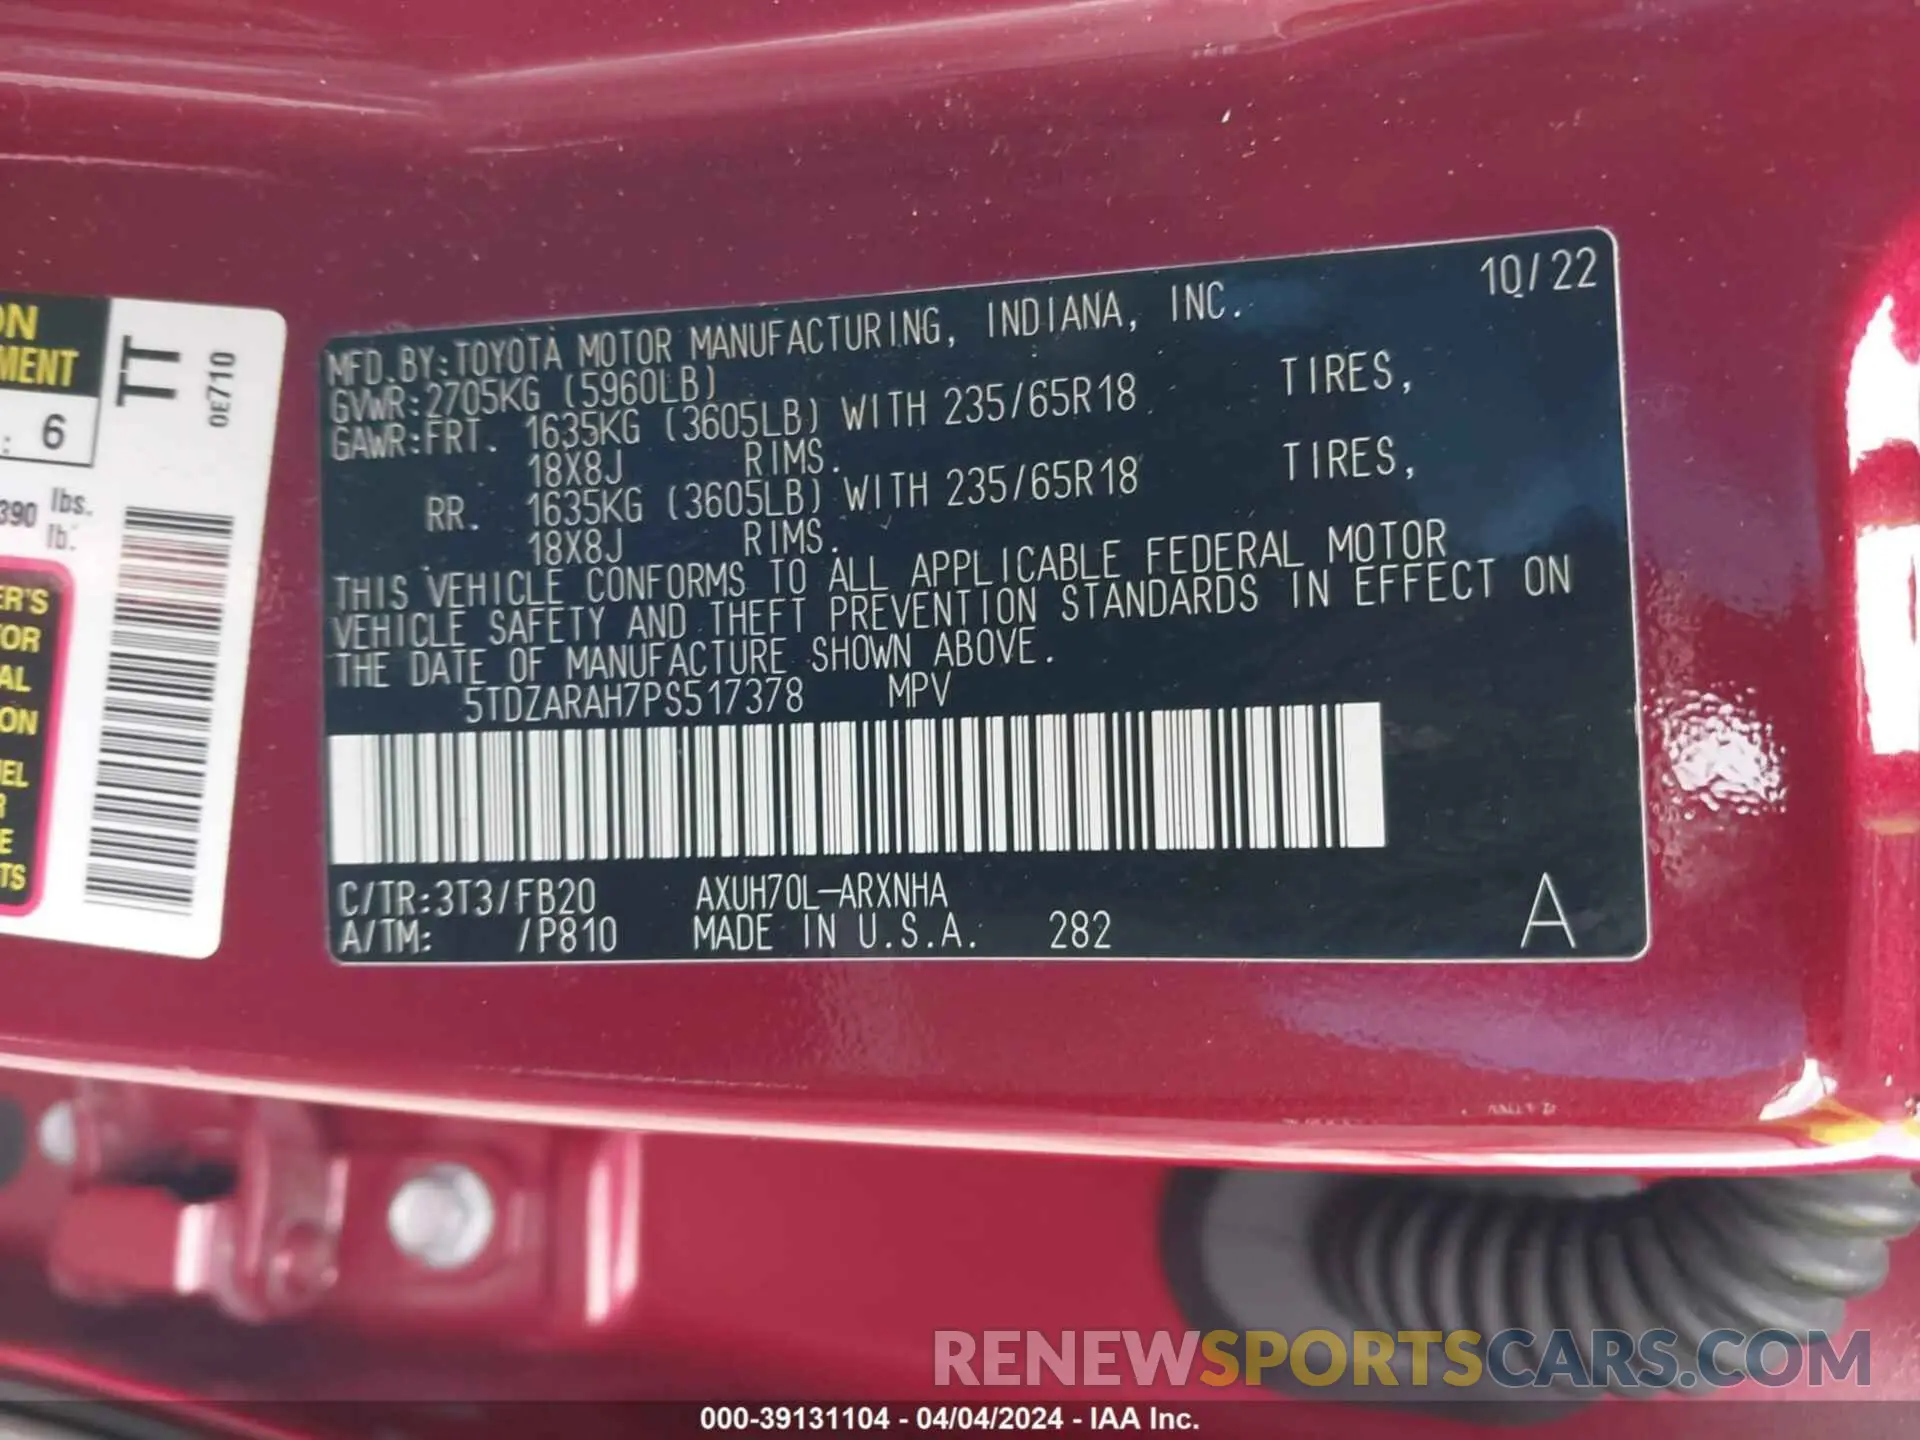 ON
MENT
: 6
390 lbs.
lb.
ER'S
TOR
AL
ON
EL
R
E
TS
TT
0E710
10/22
MFD.BY:TOYOTA MOTOR MANUFACTURING, INDIANA, INC.
GVWR:2705KG (5960LB)
GAWR:FRT. 1635KG (3605LB) WITH 235/65R18 TIRES,
18X8J RIMS.
RR. 1635KG (3605LB) WITH 235/65R18 TIRES,
18X8J RIMS.
THIS VEHICLE CONFORMS TO ALL APPLICABLE FEDERAL MOTOR
VEHICLE SAFETY AND THEFT PREVENTION STANDARDS IN EFFECT ON
THE DATE OF MANUFACTURE SHOWN ABOVE.
5TDZARAH7PS517378 MPV
C/TR:3T3/FB20 AXUH70L-ARXNHA
A/TM: /P810 MADE IN U.S.A. 282
A
RENEWSPORTSCARS.COM
000-39131104 - 04/04/2024 - IAA Inc.